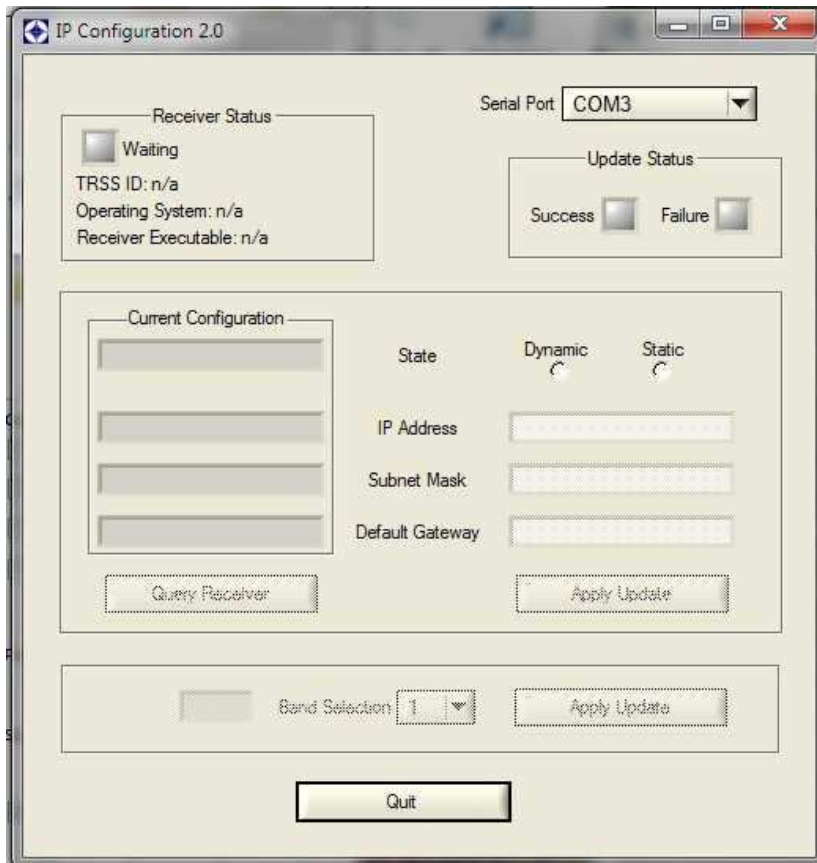 IP Configuration 2.0
Serial Port COM3
Receiver Status
Waiting
TRSS ID: n/a
Operating System: n/a
Receiver Executable: n/a
Update Status
Success Failure
Current Configuration
State Dynamic Static
IP Address
Subnet Mask
Default Gateway
Query Receiver Apply Update
Band Selection 1 Apply Update
Quit